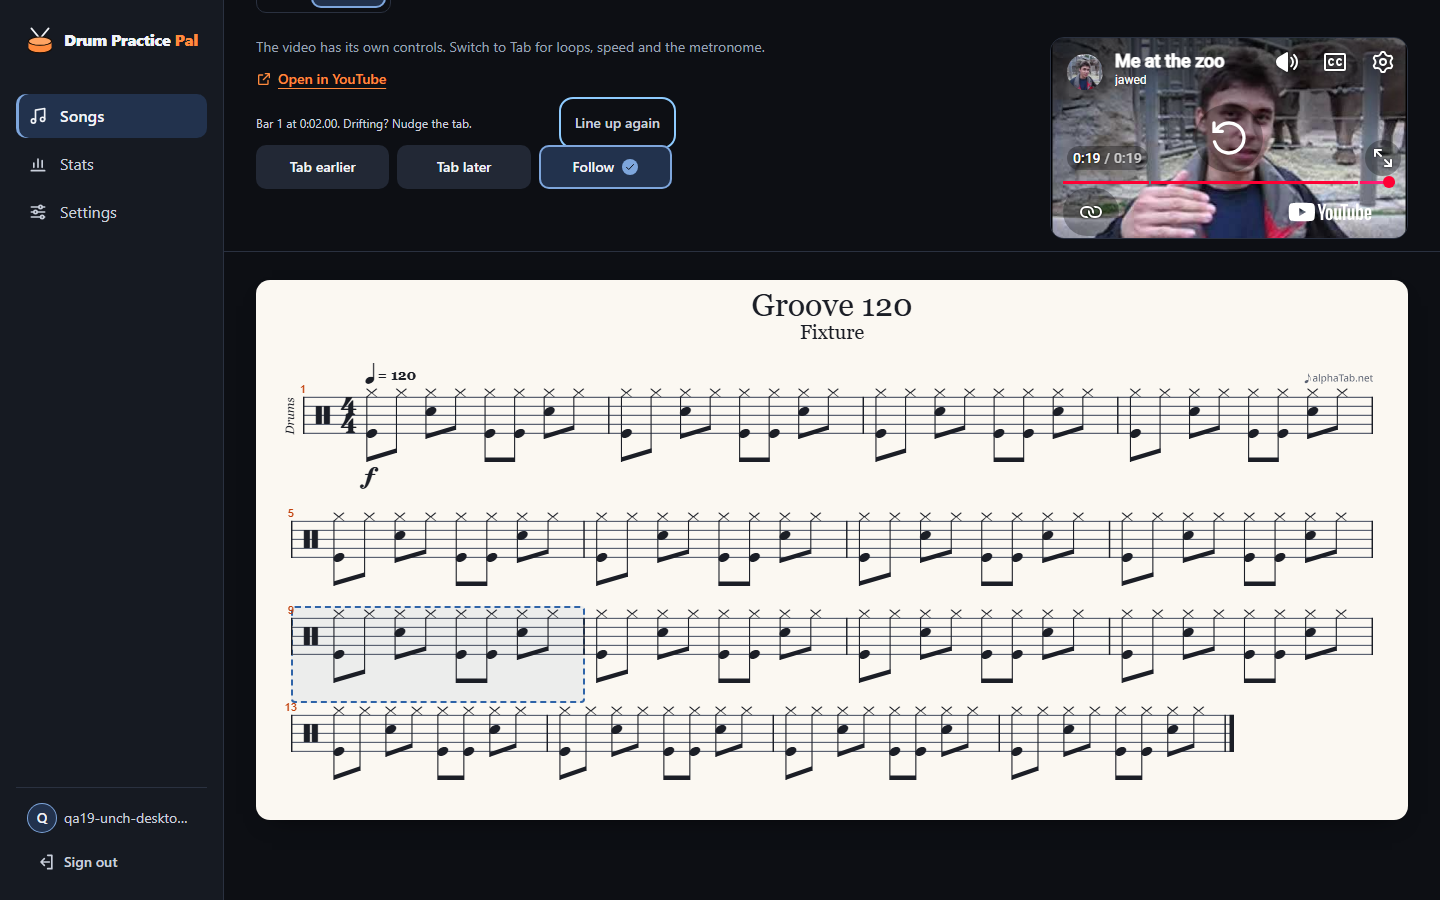 Drum Practice Pal
Songs
Stats
Settings
qa19-unch-deskto...
Sign out
The video has its own controls. Switch to Tab for loops, speed and the metronome.
Open in YouTube
Bar 1 at 0:02.00. Drifting? Nudge the tab.
Line up again
Tab earlier
Tab later
Follow
Me at the zoo
jawed
CC
0:19 / 0:19
YouTube
Groove 120
Fixture
= 120
alphaTab.net
1
Drums
4
4
f
5
9
13
Q